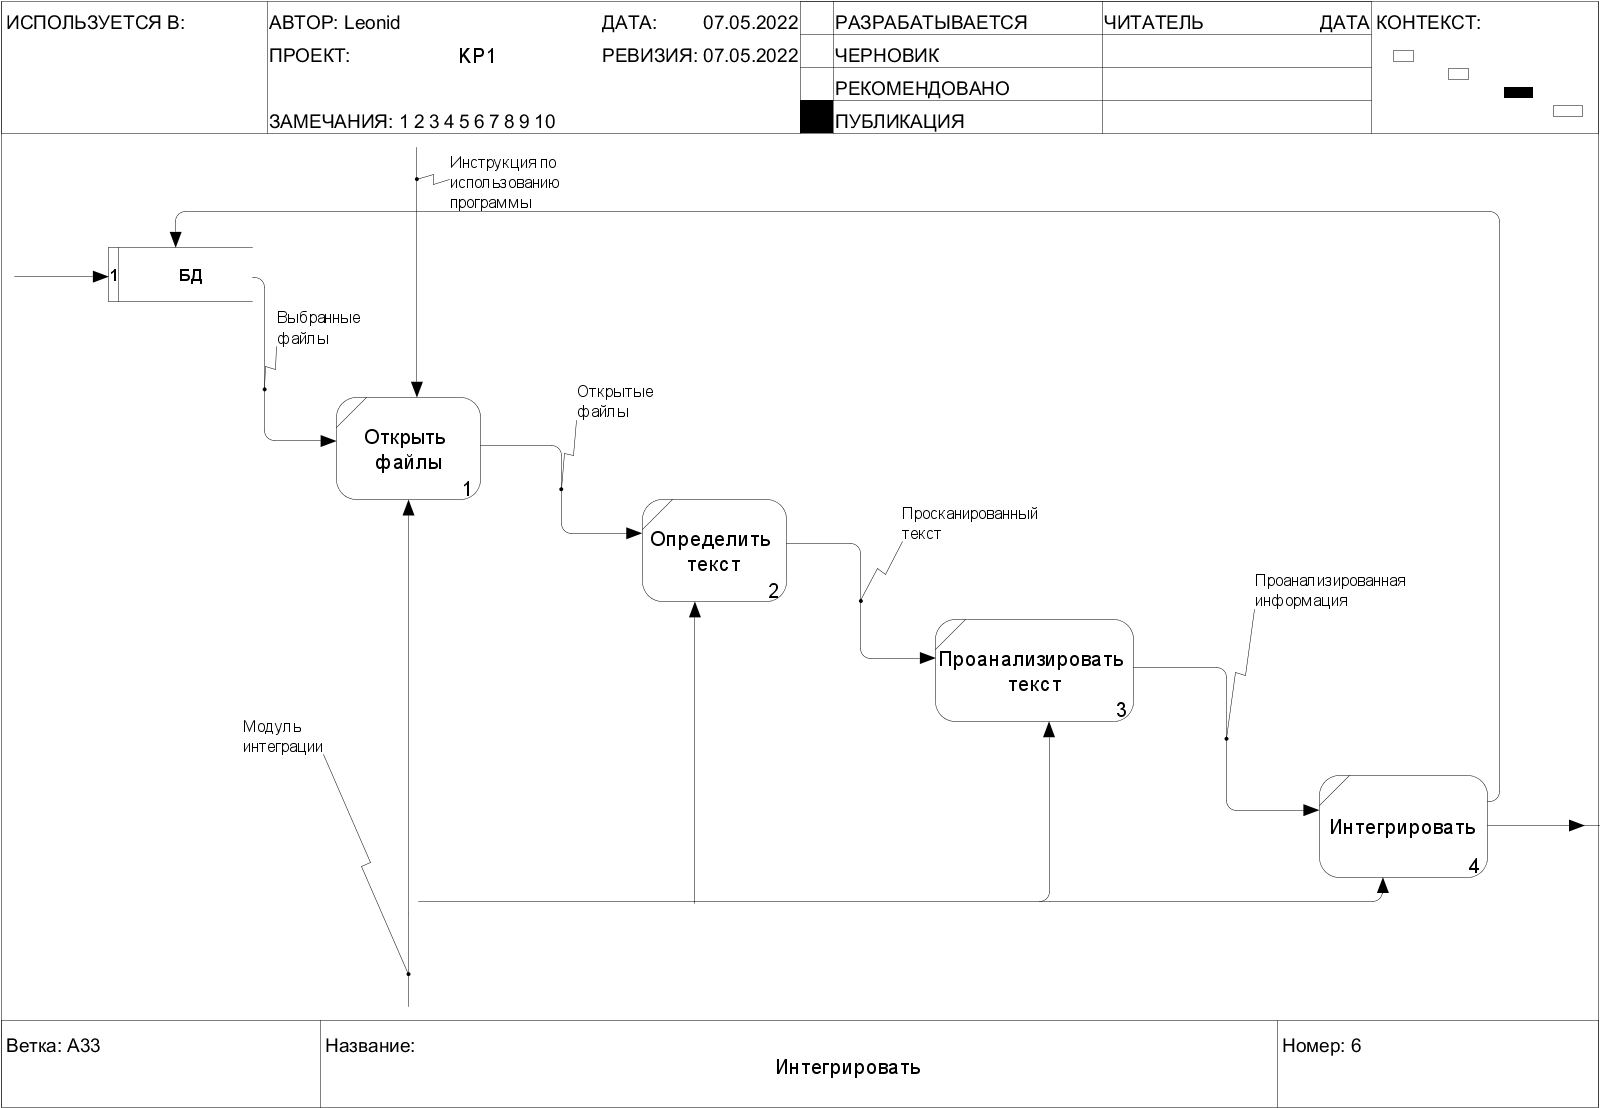 ИСПОЛЬЗУЕТСЯ В:
АВТОР: Leonid
ДАТА: 07.05.2022
ПРОЕКТ: КР1
РЕВИЗИЯ: 07.05.2022
ЗАМЕЧАНИЯ: 1 2 3 4 5 6 7 8 9 10
РАЗРАБАТЫВАЕТСЯ
ЧЕРНОВИК
РЕКОМЕНДОВАНО
ПУБЛИКАЦИЯ
ЧИТАТЕЛЬ
ДАТА
КОНТЕКСТ:
Инструкция по
использованию
программы
1
БД
Выбранные
файлы
Открыть
файлы
1
Открытые
файлы
Определить
текст
2
Просканированный
текст
Проанализировать
текст
3
Проанализированная
информация
Интегрировать
4
Модуль
интеграции
Ветка: А33
Название:
Интегрировать
Номер: 6